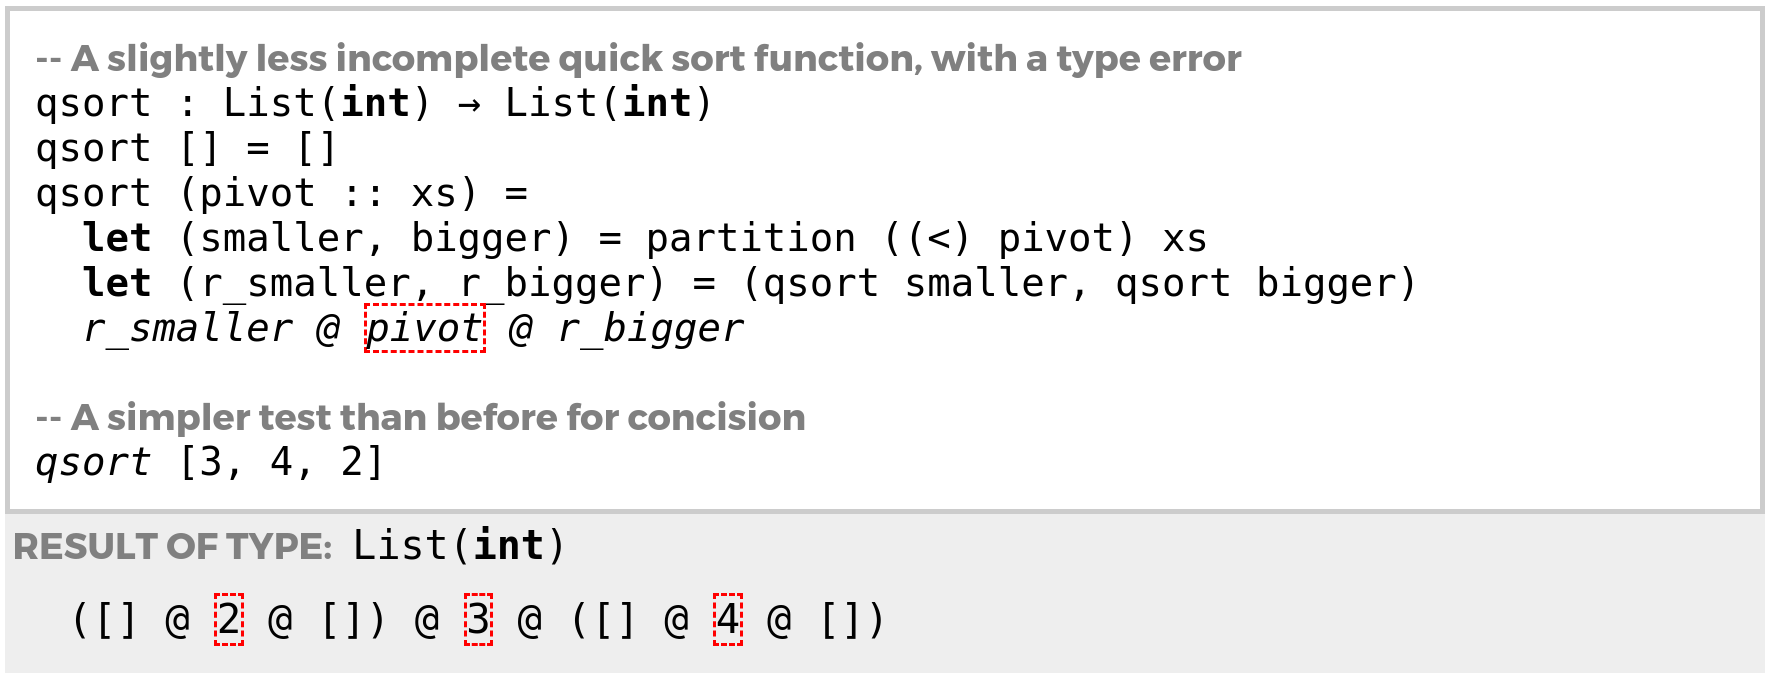 -- A slightly less incomplete quick sort function, with a type error
qsort : List(int) → List(int)
qsort [] = []
qsort (pivot :: xs) =
  let (smaller, bigger) = partition ((<) pivot) xs
  let (r_smaller, r_bigger) = (qsort smaller, qsort bigger)
  r_smaller @ pivot @ r_bigger
-- A simpler test than before for concision
qsort [3, 4, 2]
RESULT OF TYPE: List(int)
([] @ 2 @ []) @ 3 @ ([] @ 4 @ [])